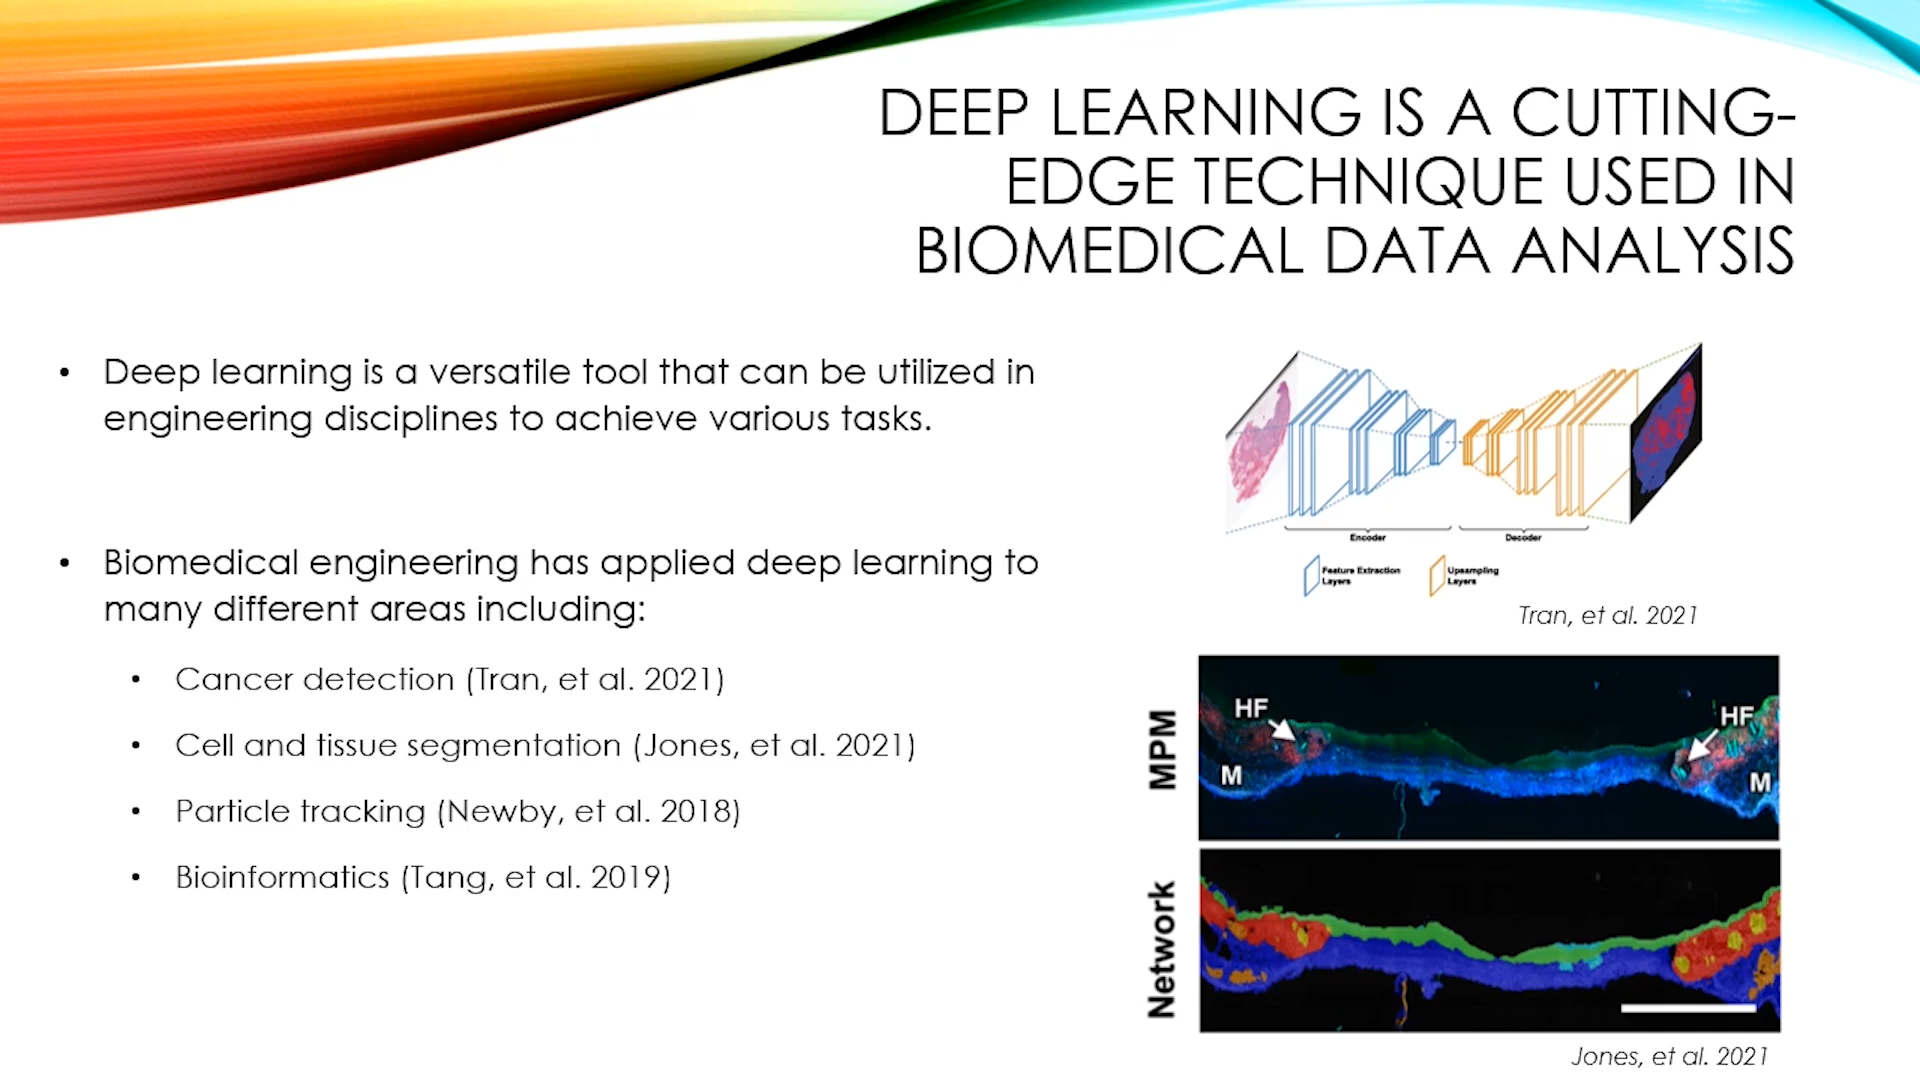 DEEP LEARNING IS A CUTTING-
EDGE TECHNIQUE USED IN
BIOMEDICAL DATA ANALYSIS
• Deep learning is a versatile tool that can be utilized in
engineering disciplines to achieve various tasks.
• Biomedical engineering has applied deep learning to
many different areas including:
• Cancer detection (Tran, et al. 2021)
• Cell and tissue segmentation (Jones, et al. 2021)
• Particle tracking (Newby, et al. 2018)
• Bioinformatics (Tang, et al. 2019)
Encoder
Decoder
Feature Extraction
Layers
Upsampling
Layers
Tran, et al. 2021
MPM
HF
HF
M
M
Network
Jones, et al. 2021